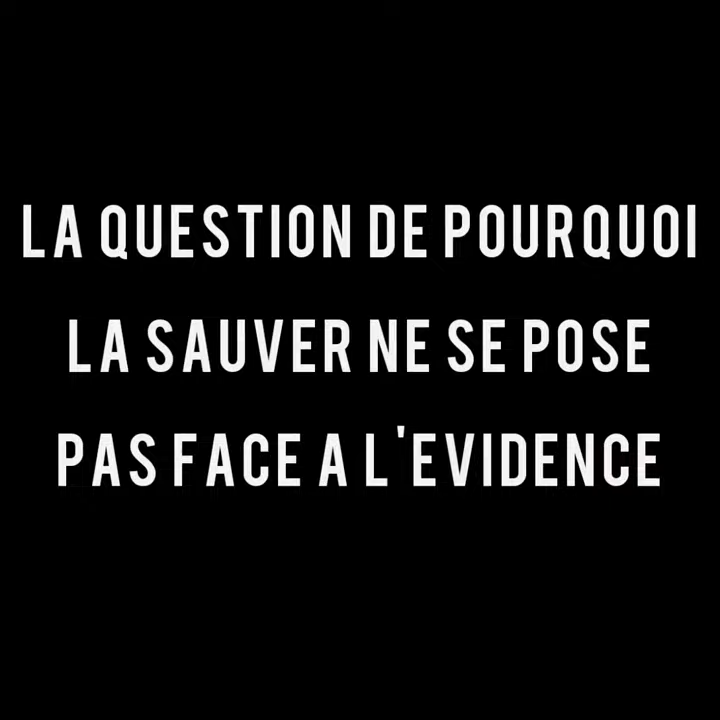 LA QUESTION DE POURQUOI
LA SAUVER NE SE POSE
PAS FACE A L'EVIDENCE